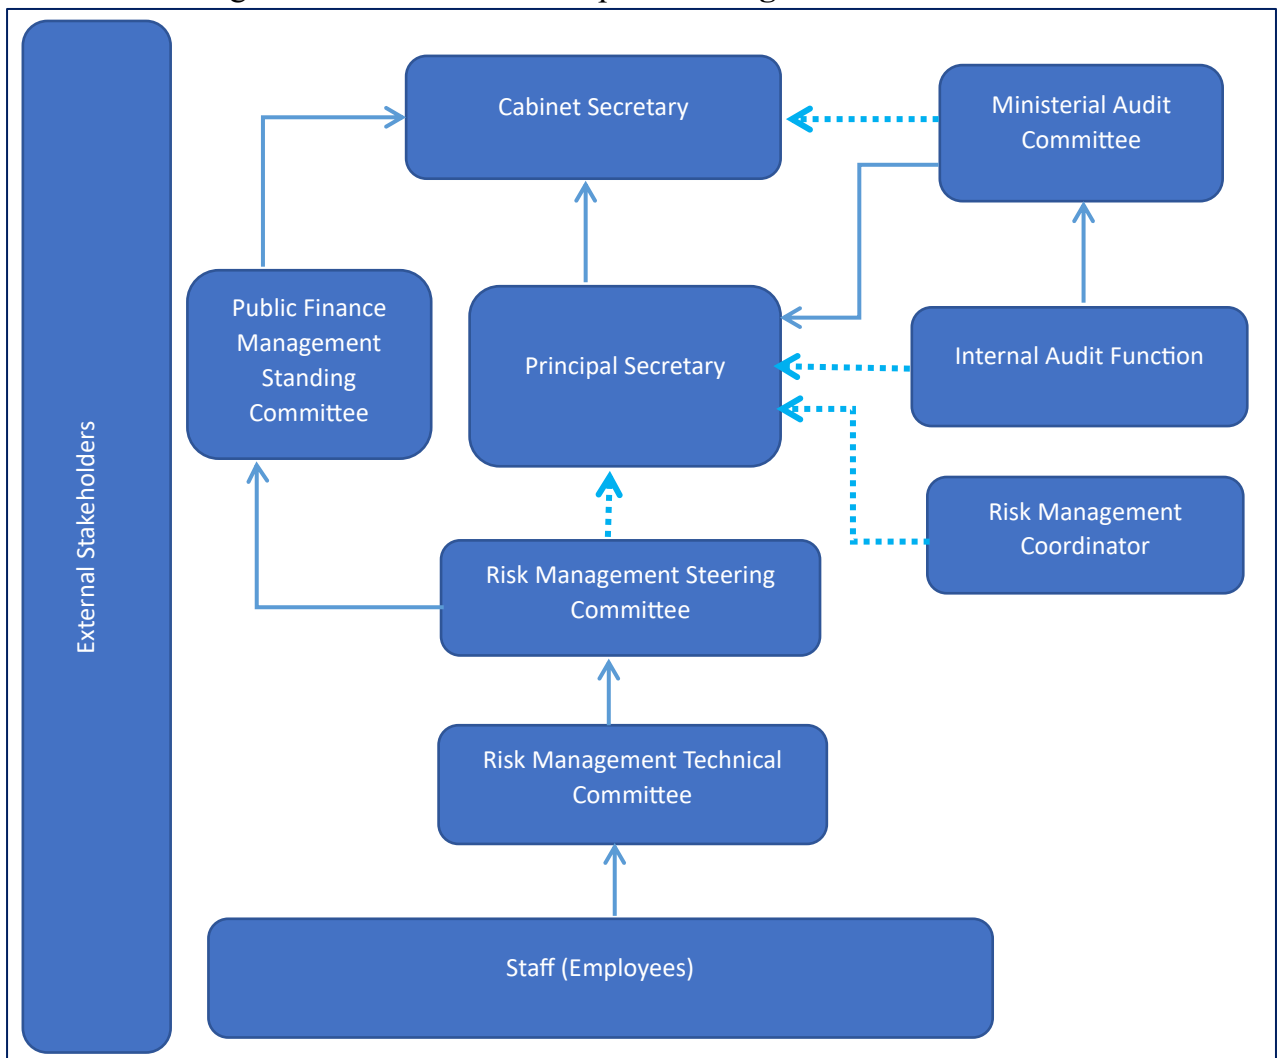 External Stakeholders
Cabinet Secretary
Ministerial Audit
Committee
Public Finance
Management
Standing
Committee
Principal Secretary
Internal Audit Function
Risk Management
Coordinator
Risk Management Steering
Committee
Risk Management Technical
Committee
Staff (Employees)